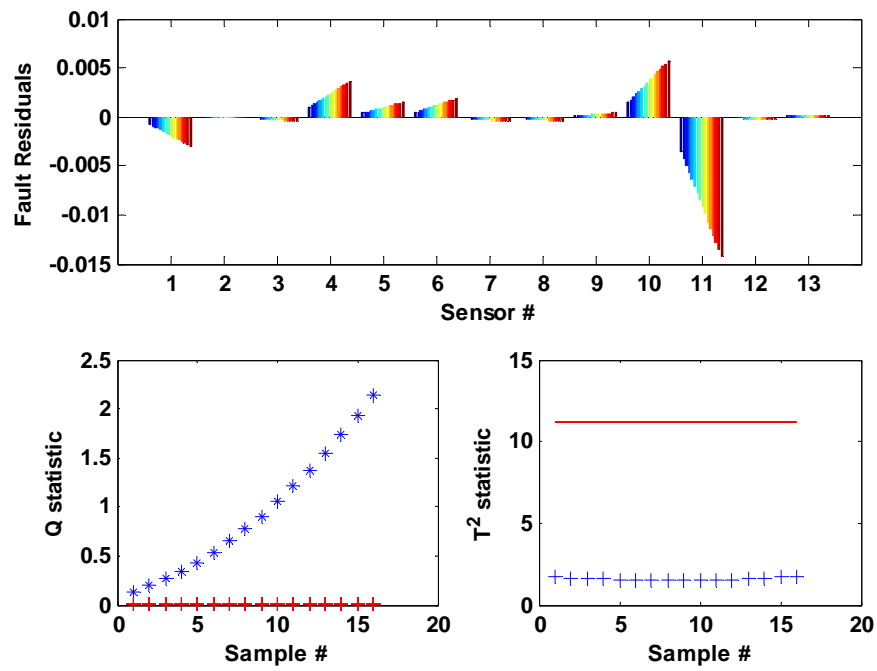 0.01
0.005
0
-0.005
-0.01
-0.015
Fault Residuals
1 2 3 4 5 6 7 8 9 10 11 12 13
Sensor #
2.5
2
1.5
1
0.5
0
Q statistic
0 5 10 15 20
Sample #
15
10
5
0
T² statistic
0 5 10 15 20
Sample #